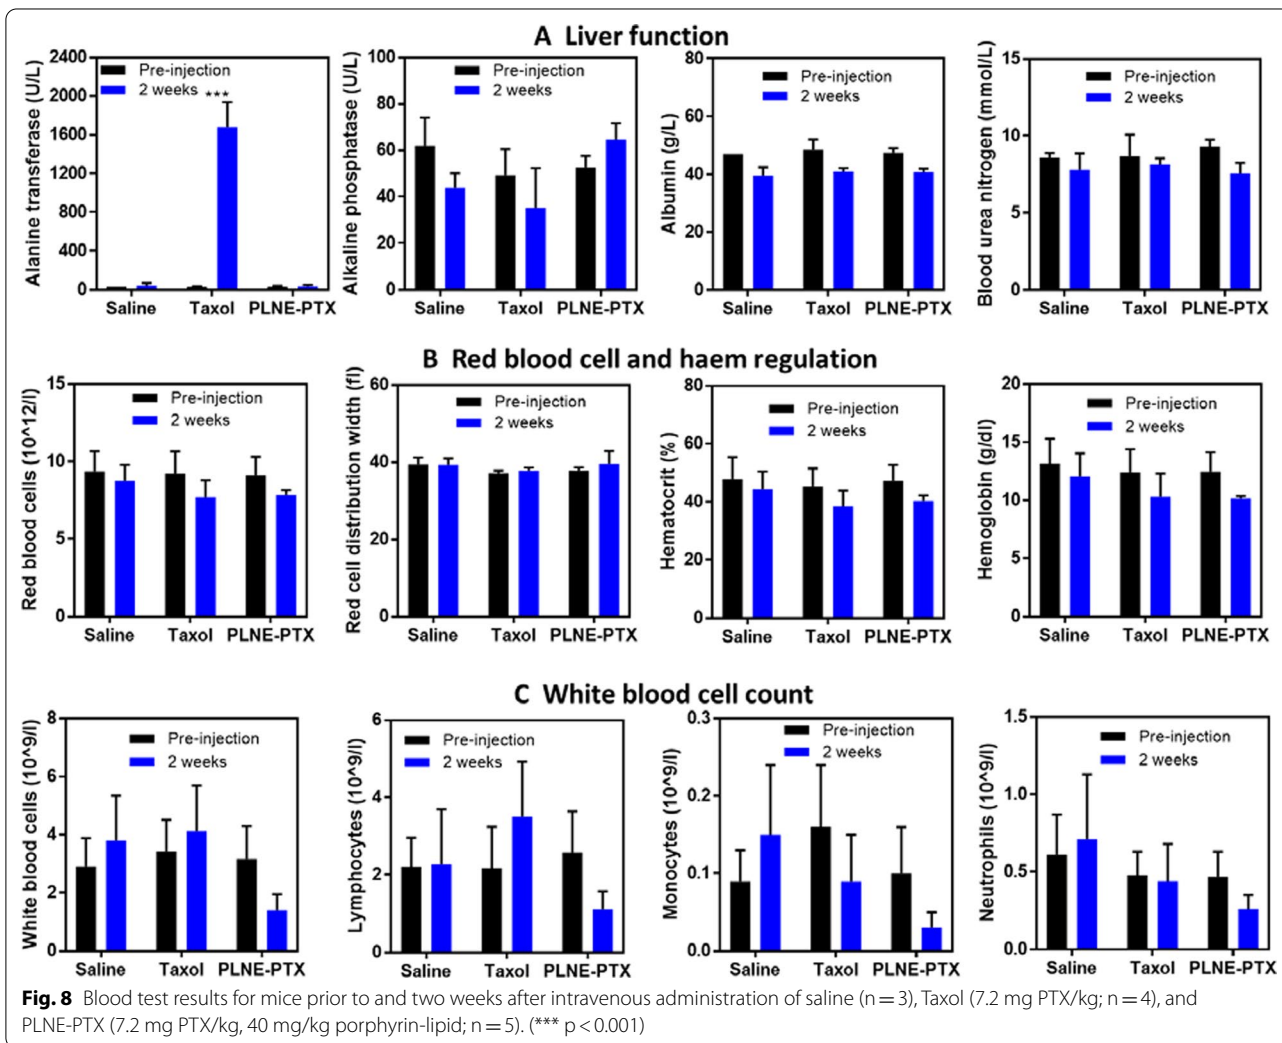 A Liver function
Alanine transferase (U/L)
2400
2000
1600
1200
800
400
0
Pre-injection
2 weeks
***
Saline Taxol PLNE-PTX
Alkaline phosphatase (U/L)
100
80
60
40
20
0
Pre-injection
2 weeks
Saline Taxol PLNE-PTX
Albumin (g/L)
80
60
40
20
0
Pre-injection
2 weeks
Saline Taxol PLNE-PTX
Blood urea nitrogen (mmol/L)
15
10
5
0
Pre-injection
2 weeks
Saline Taxol PLNE-PTX
B Red blood cell and haem regulation
Red blood cells (10^12/l)
15
10
5
0
Pre-injection
2 weeks
Saline Taxol PLNE-PTX
Red cell distribution width (fl)
60
40
20
0
Pre-injection
2 weeks
Saline Taxol PLNE-PTX
Hematocrit (%)
80
60
40
20
0
Pre-injection
2 weeks
Saline Taxol PLNE-PTX
Hemoglobin (g/dl)
20
15
10
5
0
Pre-injection
2 weeks
Saline Taxol PLNE-PTX
C White blood cell count
White blood cells (10^9/l)
8
6
4
2
0
Pre-injection
2 weeks
Saline Taxol PLNE-PTX
Lymphocytes (10^9/l)
6
4
2
0
Pre-injection
2 weeks
Saline Taxol PLNE-PTX
Monocytes (10^9/l)
0.3
0.2
0.1
0.0
Pre-injection
2 weeks
Saline Taxol PLNE-PTX
Neutrophils (10^9/l)
1.5
1.0
0.5
0.0
Pre-injection
2 weeks
Saline Taxol PLNE-PTX
Fig. 8 Blood test results for mice prior to and two weeks after intravenous administration of saline (n = 3), Taxol (7.2 mg PTX/kg; n = 4), and
PLNE-PTX (7.2 mg PTX/kg, 40 mg/kg porphyrin-lipid; n = 5). (*** p < 0.001)